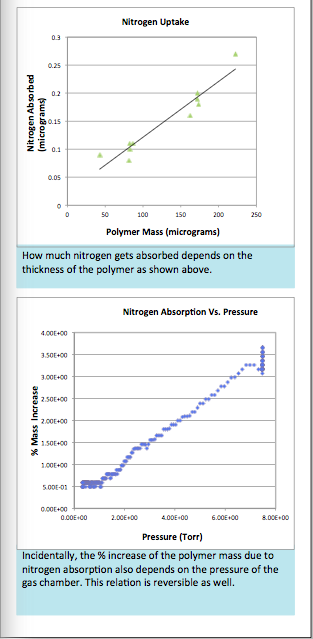 Nitrogen Uptake
0.3
0.25
0.2
0.15
0.1
0.05
0
0 50 100 150 200 250
Nitrogen Absorbed
(micrograms)
Polymer Mass (micrograms)
How much nitrogen gets absorbed depends on the
thickness of the polymer as shown above.
Nitrogen Absorption Vs. Pressure
4.00E+00
3.50E+00
3.00E+00
2.50E+00
2.00E+00
1.50E+00
1.00E+00
5.00E-01
0.00E+00
0.00E+00 2.00E+00 4.00E+00 6.00E+00 8.00E+00
% Mass Increase
Pressure (Torr)
Incidentally, the % increase of the polymer mass due to
nitrogen absorption also depends on the pressure of the
gas chamber. This relation is reversible as well.